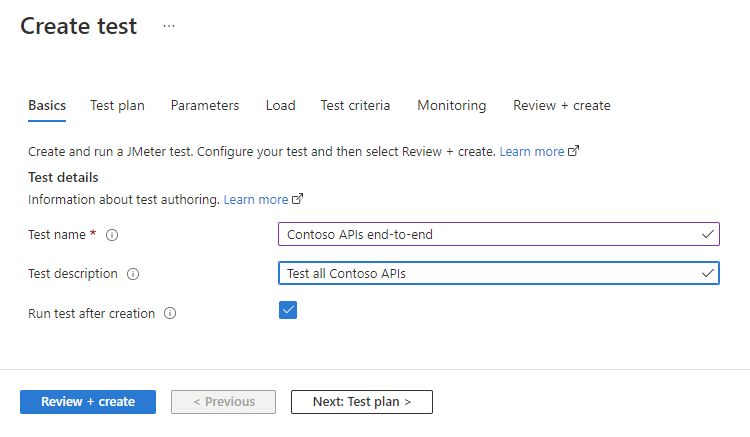 Create test ...
Basics Test plan Parameters Load Test criteria Monitoring Review + create
Create and run a JMeter test. Configure your test and then select Review + create. Learn more
Test details
Information about test authoring. Learn more
Test name * Contoso APIs end-to-end
Test description Test all Contoso APIs
Run test after creation
Review + create < Previous Next: Test plan >